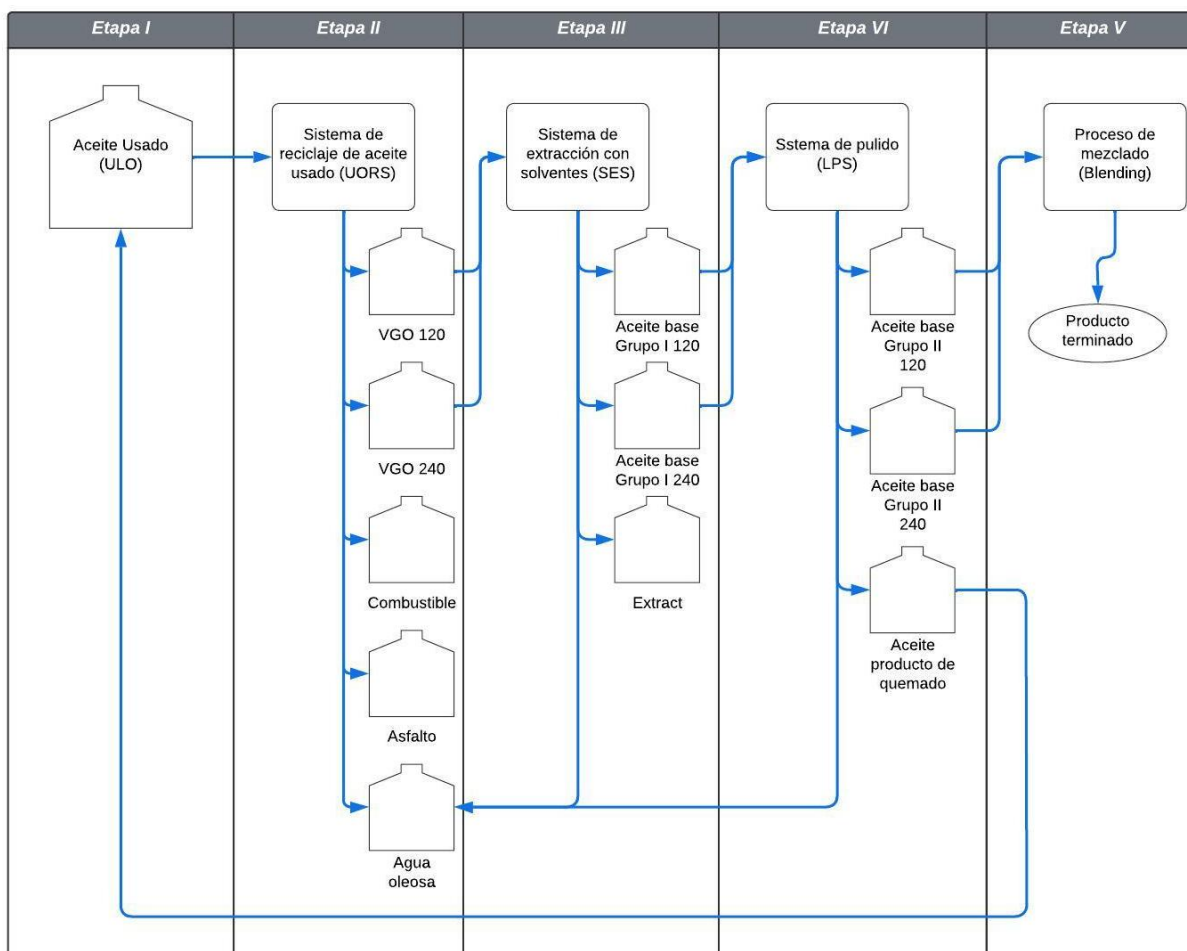 Etapa I
Etapa II
Etapa III
Etapa VI
Etapa V
Aceite Usado
(ULO)
Sistema de
reciclaje de aceite
usado (UORS)
VGO 120
VGO 240
Combustible
Asfalto
Agua
oleosa
Sistema de
extracción con
solventes (SES)
Aceite base
Grupo I 120
Aceite base
Grupo I 240
Extract
Sstema de pulido
(LPS)
Aceite base
Grupo II
120
Aceite base
Grupo II
240
Aceite
producto de
quemado
Proceso de
mezclado
(Blending)
Producto
terminado